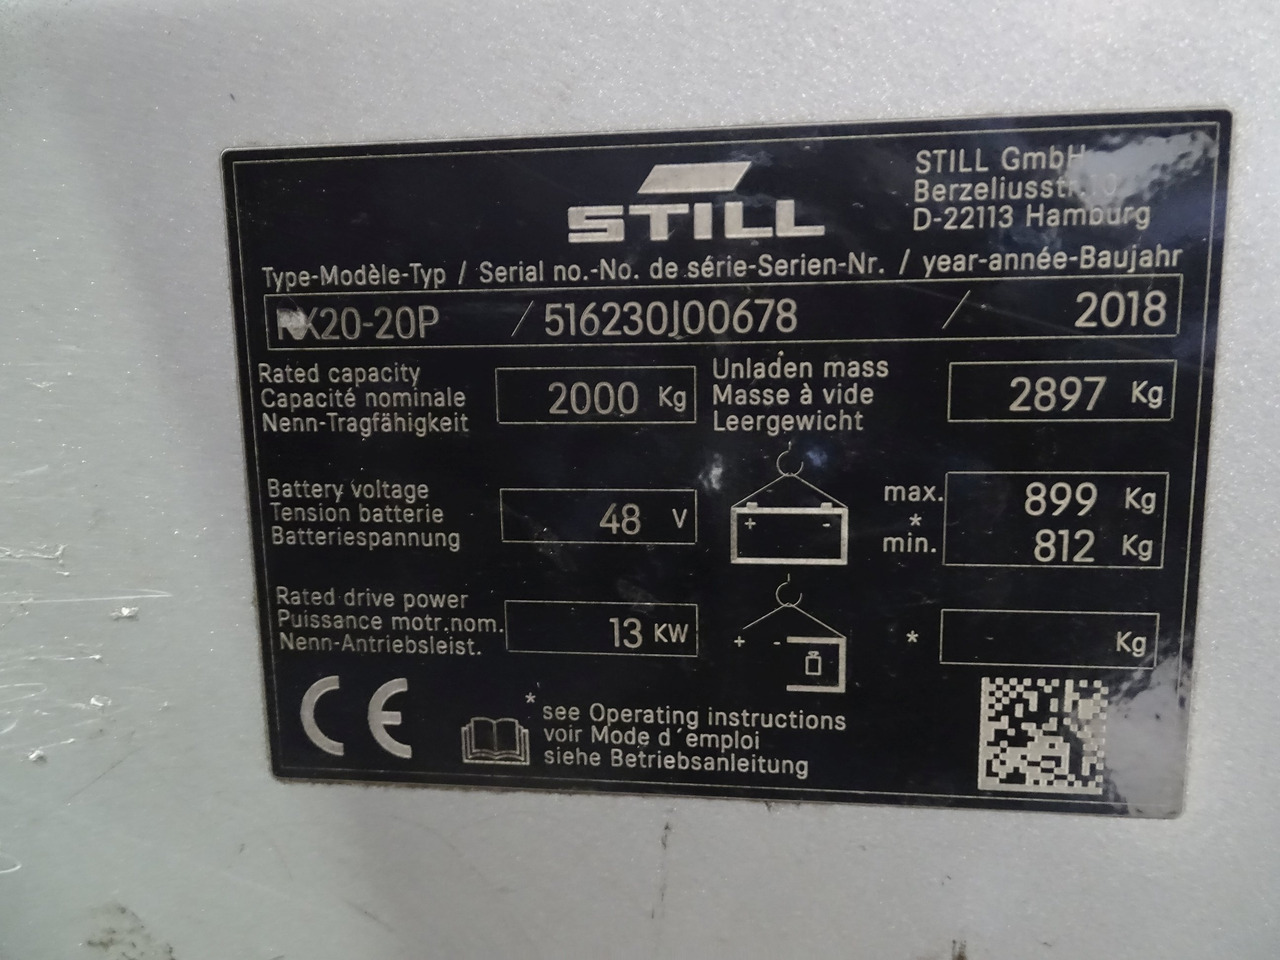 STILL GmbH
Berzeliusstr.10
D-22113 Hamburg
STILL
Type-Modèle-Typ / Serial no.-No. de série-Serien-Nr. / year-année-Baujahr
RX20-20P / 516230J00678 / 2018
Rated capacity
Capacité nominale
Nenn-Tragfähigkeit
2000 Kg
Unladen mass
Masse à vide
Leergewicht
2897 Kg
Battery voltage
Tension batterie
Batteriespannung
48 V
+ -
max. 899 Kg
*
min. 812 Kg
Rated drive power
Puissance motr.nom.
Nenn-Antriebsleist.
13 KW
+ -
* Kg
CE
* see Operating instructions
voir Mode d´emploi
siehe Betriebsanleitung